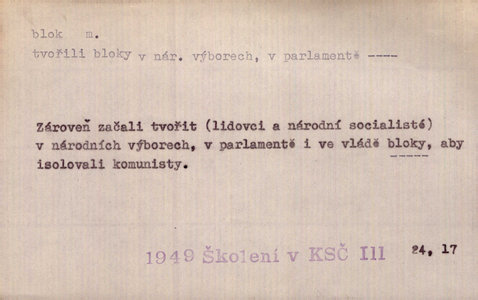 blok m.
tvořili bloky v nár. výborech, v parlamentě ----
Zároveň začali tvořit (lidovci a národní socialisté)
v národních výborech, v parlamentě i ve vládě bloky, aby
isolovali komunisty.
1949 Školení v KSČ III 24, 17